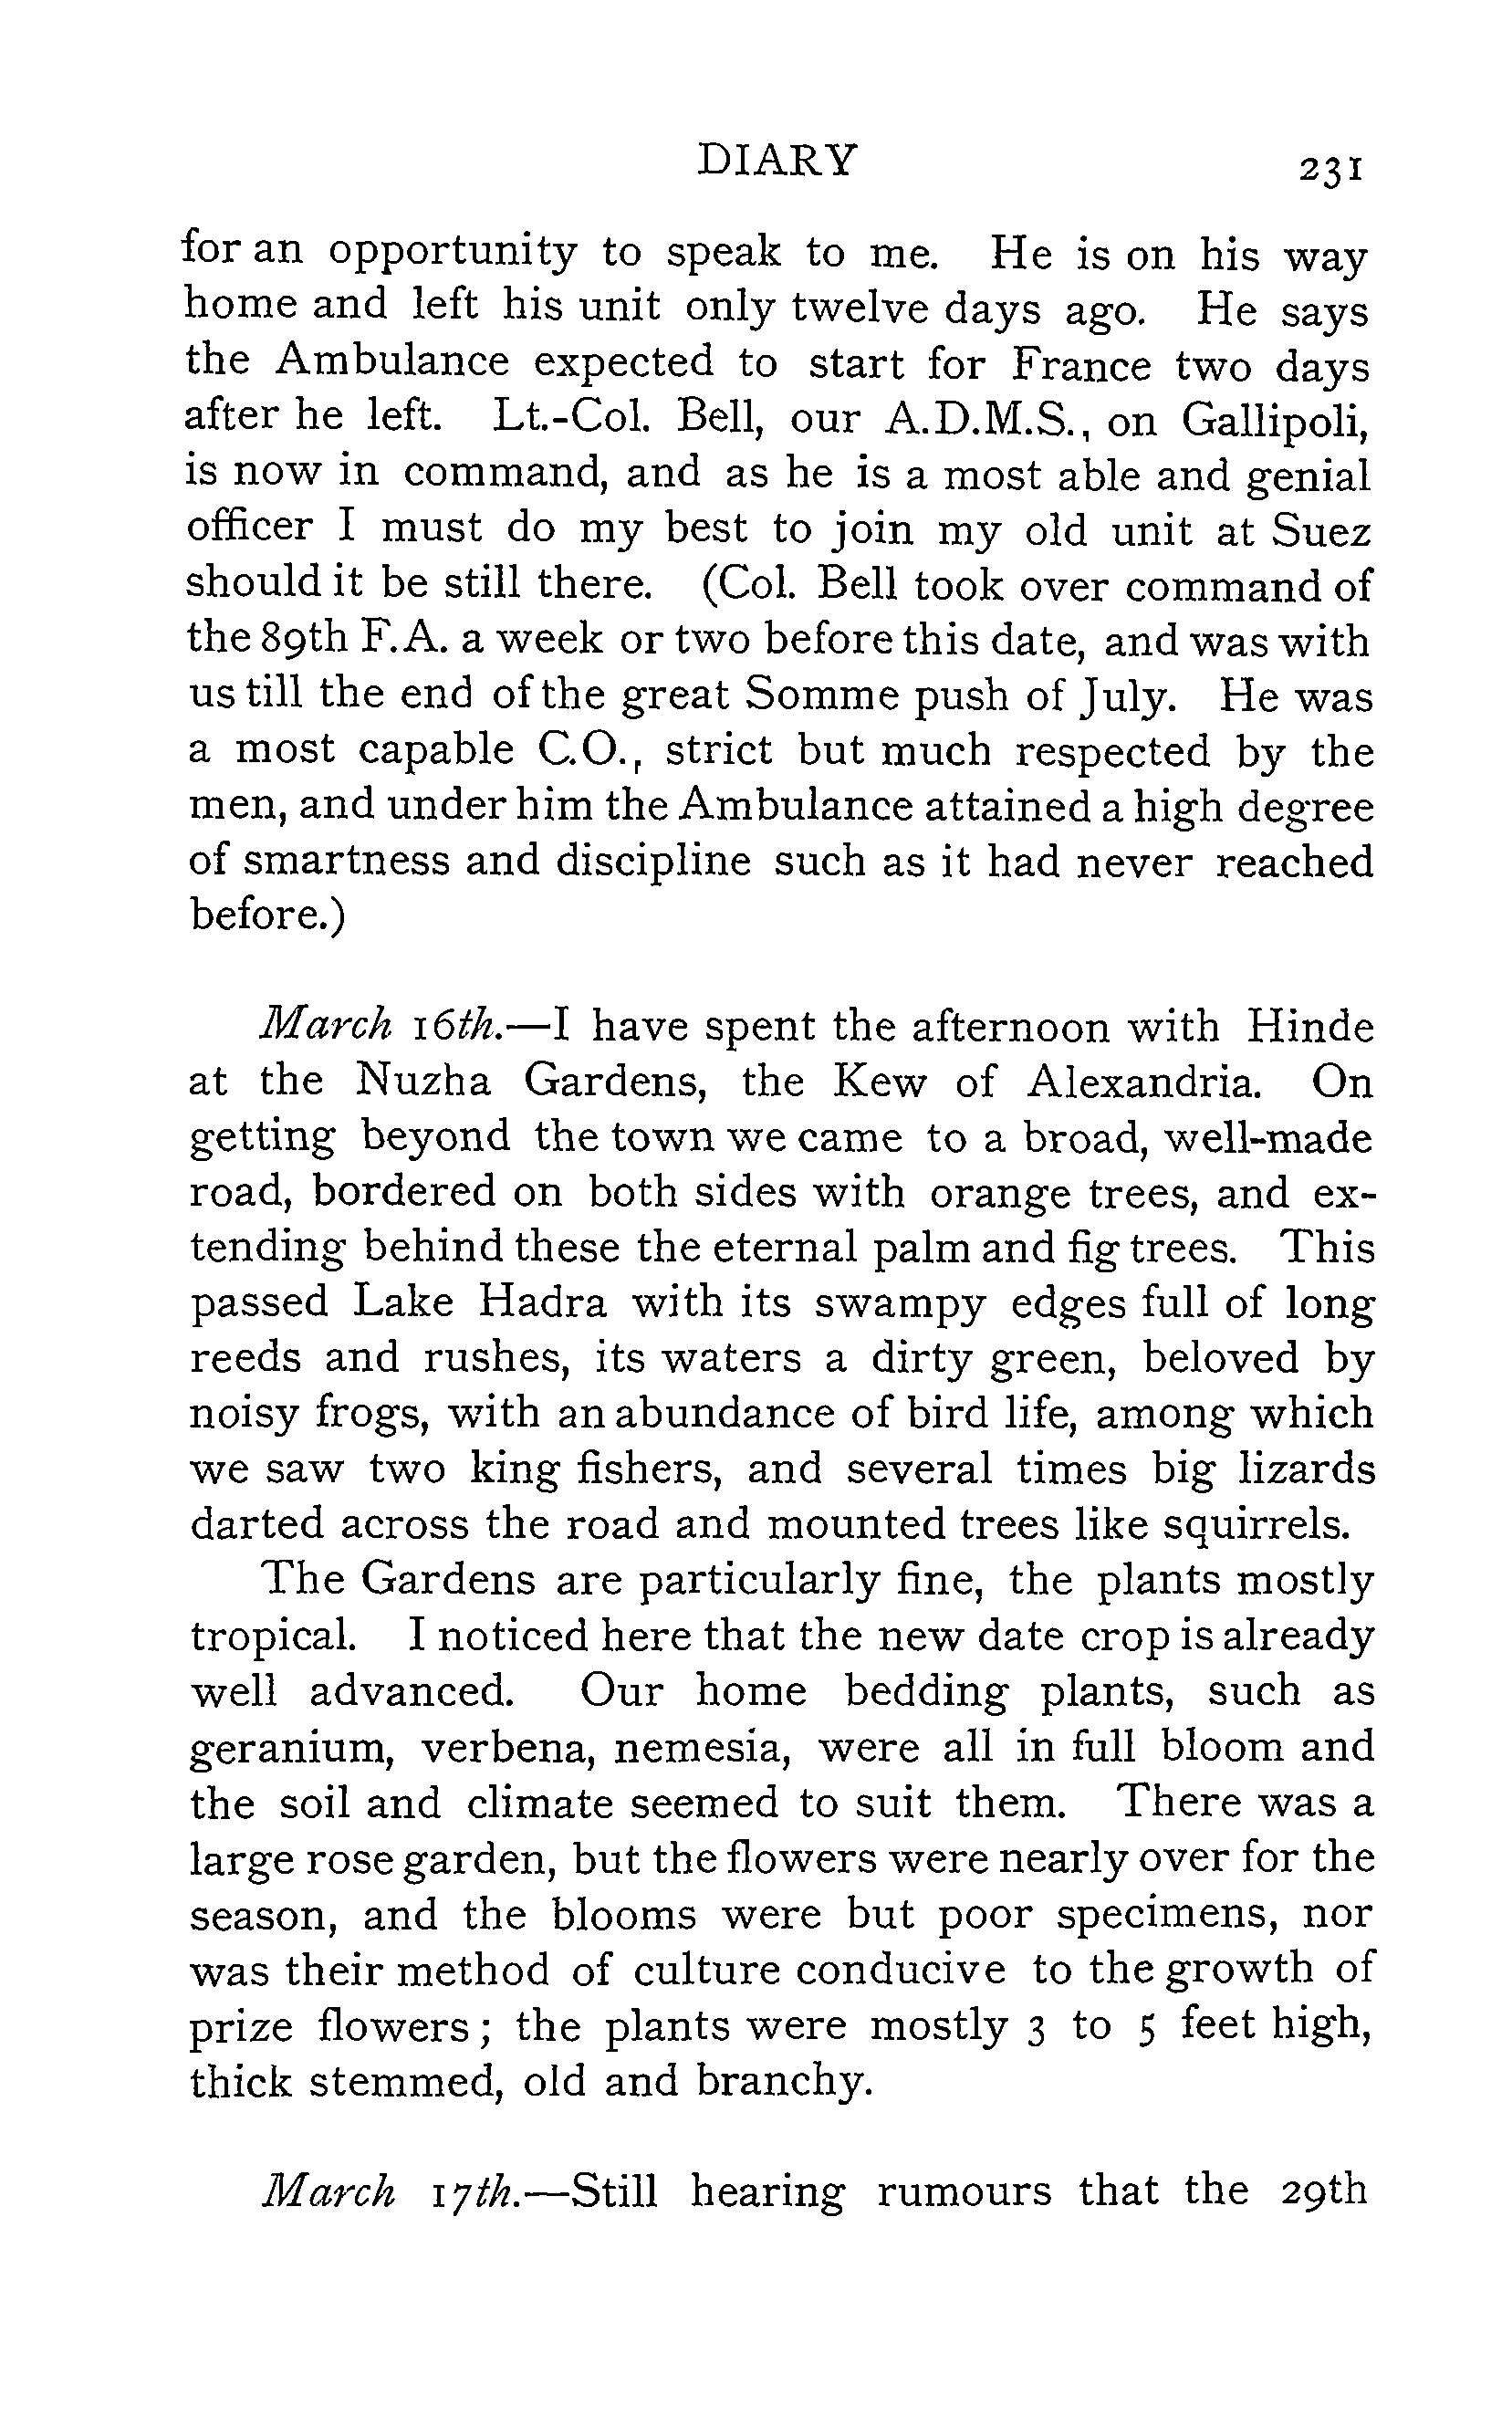 DIARY 231
for an opportunity to speak to me. He is on his way
home and left his unit only twelve days ago. He says
the Ambulance expected to start for France two days
after he left. Lt.-Col. Bell, our A.D.M.S., on Gallipoli,
is now in command, and as he is a most able and genial
officer I must do my best to join my old unit at Suez
should it be still there. (Col. Bell took over command of
the 89th F.A. a week or two before this date, and was with
us till the end of the great Somme push of July. He was
a most capable C.O., strict but much respected by the
men, and under him the Ambulance attained a high degree
of smartness and discipline such as it had never reached
before.)
March 16th.—I have spent the afternoon with Hinde
at the Nuzha Gardens, the Kew of Alexandria. On
getting beyond the town we came to a broad, well-made
road, bordered on both sides with orange trees, and ex-
tending behind these the eternal palm and fig trees. This
passed Lake Hadra with its swampy edges full of long
reeds and rushes, its waters a dirty green, beloved by
noisy frogs, with an abundance of bird life, among which
we saw two king fishers, and several times big lizards
darted across the road and mounted trees like squirrels.
The Gardens are particularly fine, the plants mostly
tropical. I noticed here that the new date crop is already
well advanced. Our home bedding plants, such as
geranium, verbena, nemesia, were all in full bloom and
the soil and climate seemed to suit them. There was a
large rose garden, but the flowers were nearly over for the
season, and the blooms were but poor specimens, nor
was their method of culture conducive to the growth of
prize flowers; the plants were mostly 3 to 5 feet high,
thick stemmed, old and branchy.
March 17th.—Still hearing rumours that the 29th